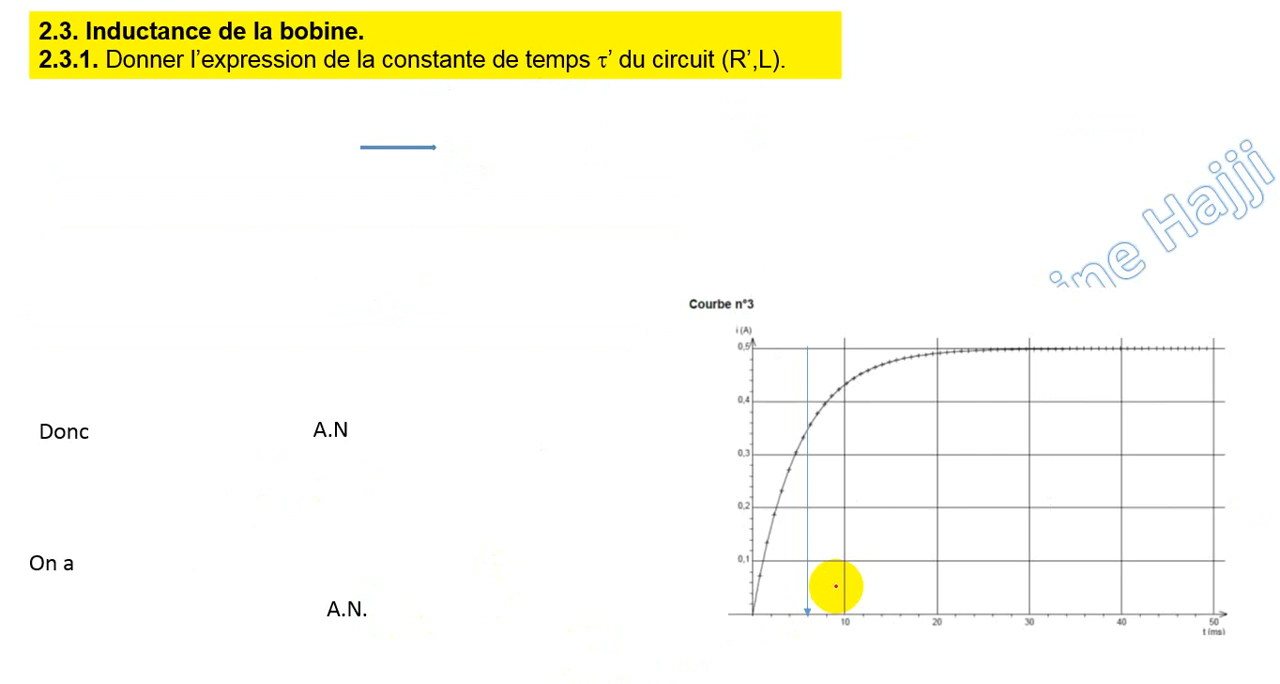 2.3. Inductance de la bobine.
2.3.1. Donner l’expression de la constante de temps τ’ du circuit (R’,L).
ine Hajji
Courbe n°3
i (A)
0,5
0,4
Donc
A.N
0,3
0,2
0,1
On a
A.N.
10 20 30 40 50
t (ms)